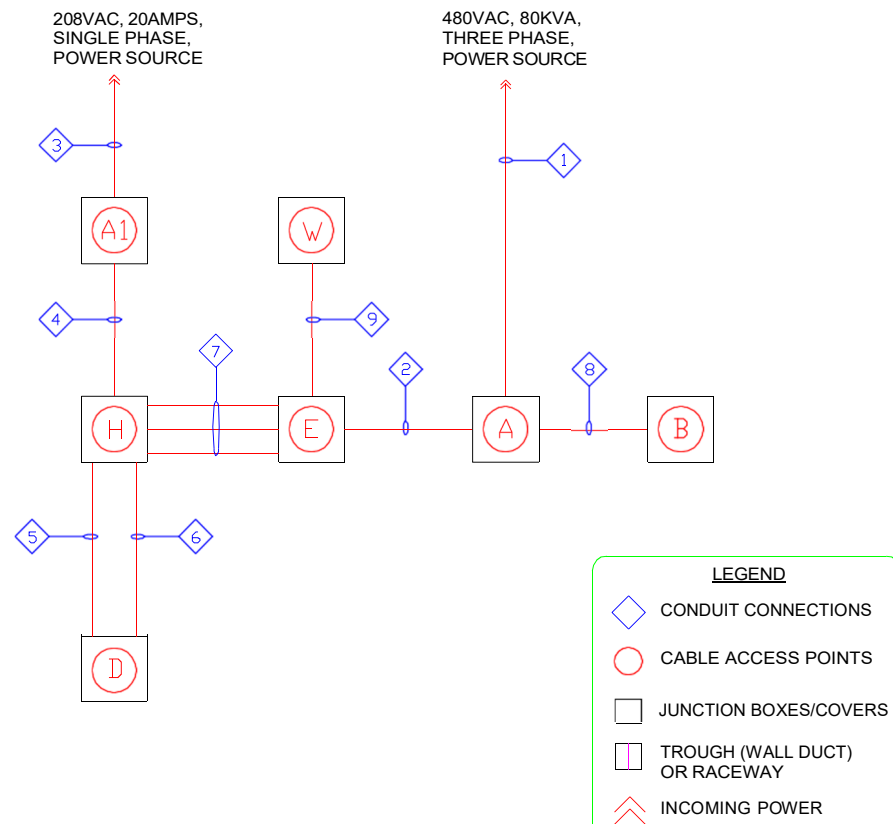 208VAC, 20AMPS,
SINGLE PHASE,
POWER SOURCE
480VAC, 80KVA,
THREE PHASE,
POWER SOURCE
3
1
A1
W
4
9
7
2
8
H
E
A
B
5
6
D
LEGEND
CONDUIT CONNECTIONS
CABLE ACCESS POINTS
JUNCTION BOXES/COVERS
TROUGH (WALL DUCT)
OR RACEWAY
INCOMING POWER